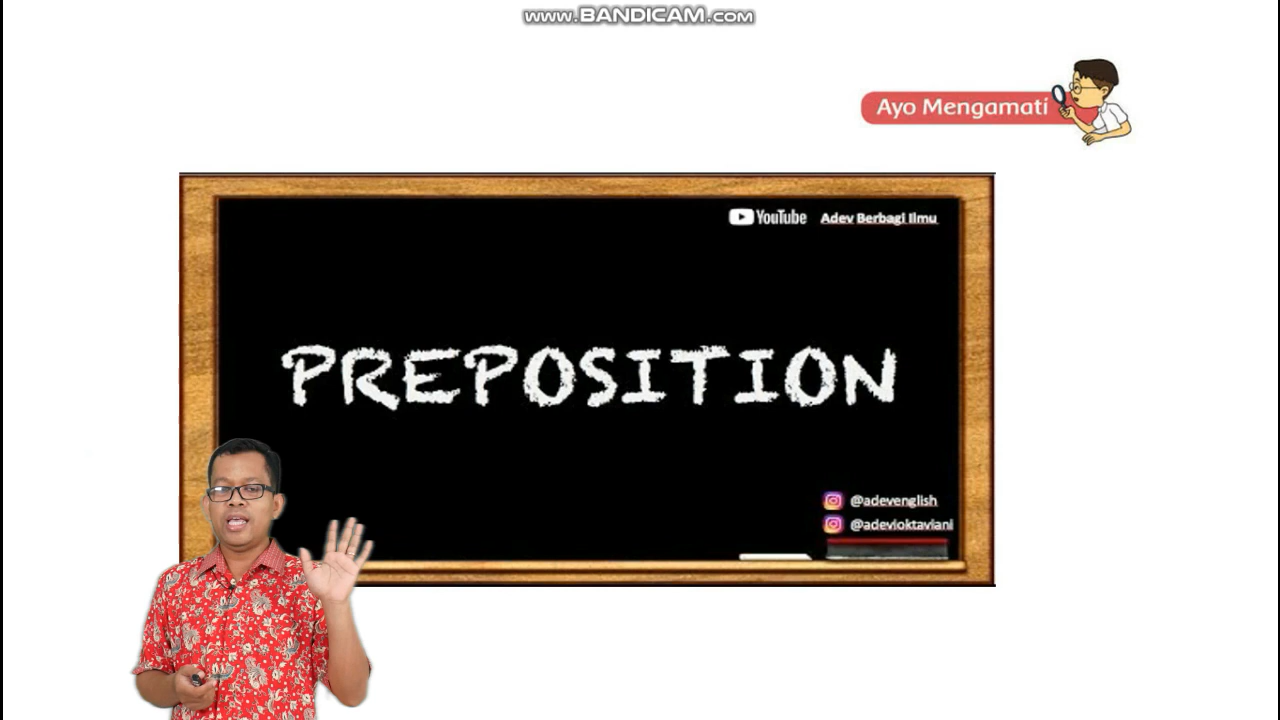 www.BANDICAM.com
Ayo Mengamati
YouTube Adev Berbagi Ilmu
PREPOSITION
@adevenglish
@adevioktaviani